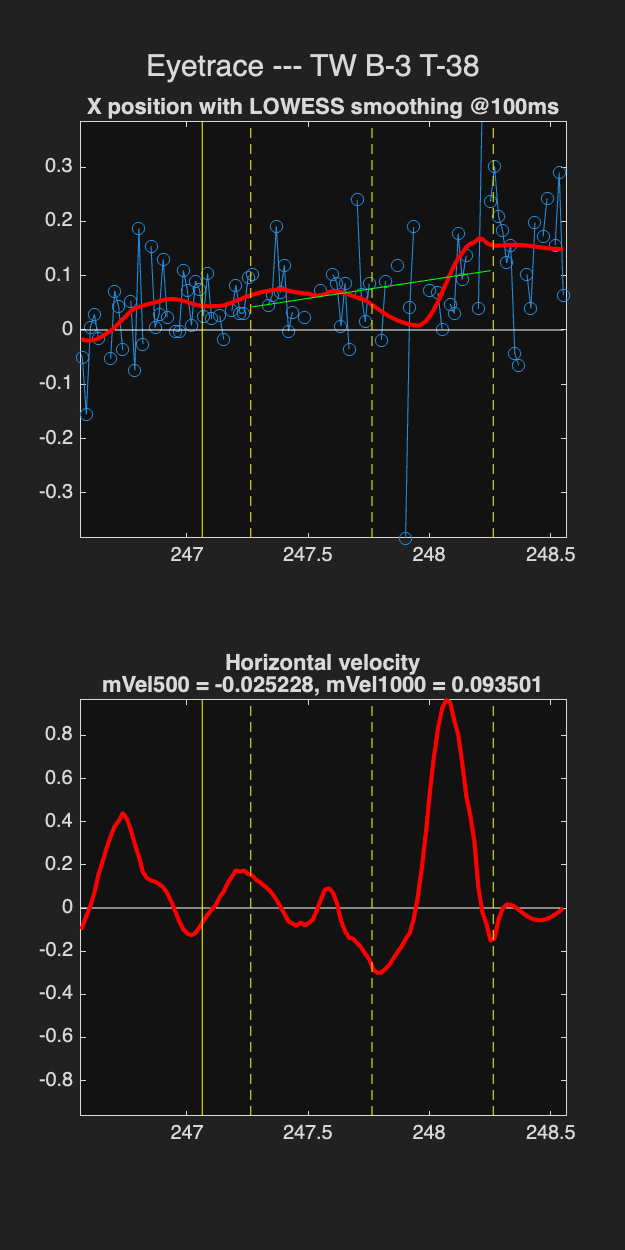 Eyetrace --- TW B-3 T-38
X position with LOWESS smoothing @100ms
0.3
0.2
0.1
0
-0.1
-0.2
-0.3
247 247.5 248 248.5
Horizontal velocity
mVel500 = -0.025228, mVel1000 = 0.093501
0.8
0.6
0.4
0.2
0
-0.2
-0.4
-0.6
-0.8
247 247.5 248 248.5